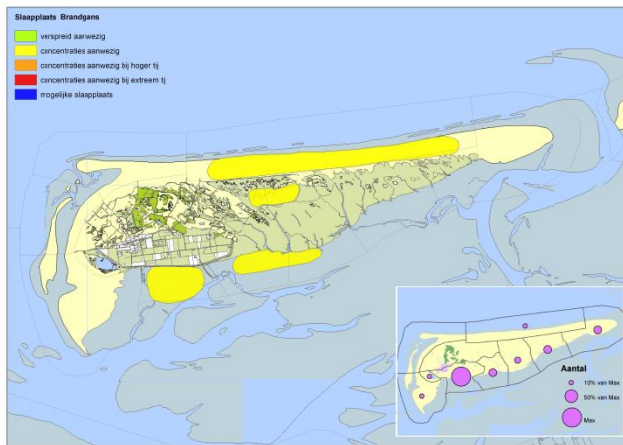 Slaapplaats Brandgans
verspreid aanwezig
concentraties aanwezig
concentraties aanwezig bij hoger tij
concentraties aanwezig bij extreem tij
mogelijke slaapplaats
Aantal
10% van Max
50% van Max
Max